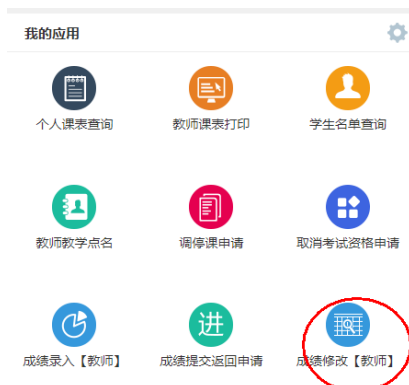 我的应用
个人课表查询 教师课表打印 学生名单查询
教师教学点名 调停课申请 取消考试资格申请
进
成绩录入【教师】 成绩提交返回申请 成绩修改【教师】